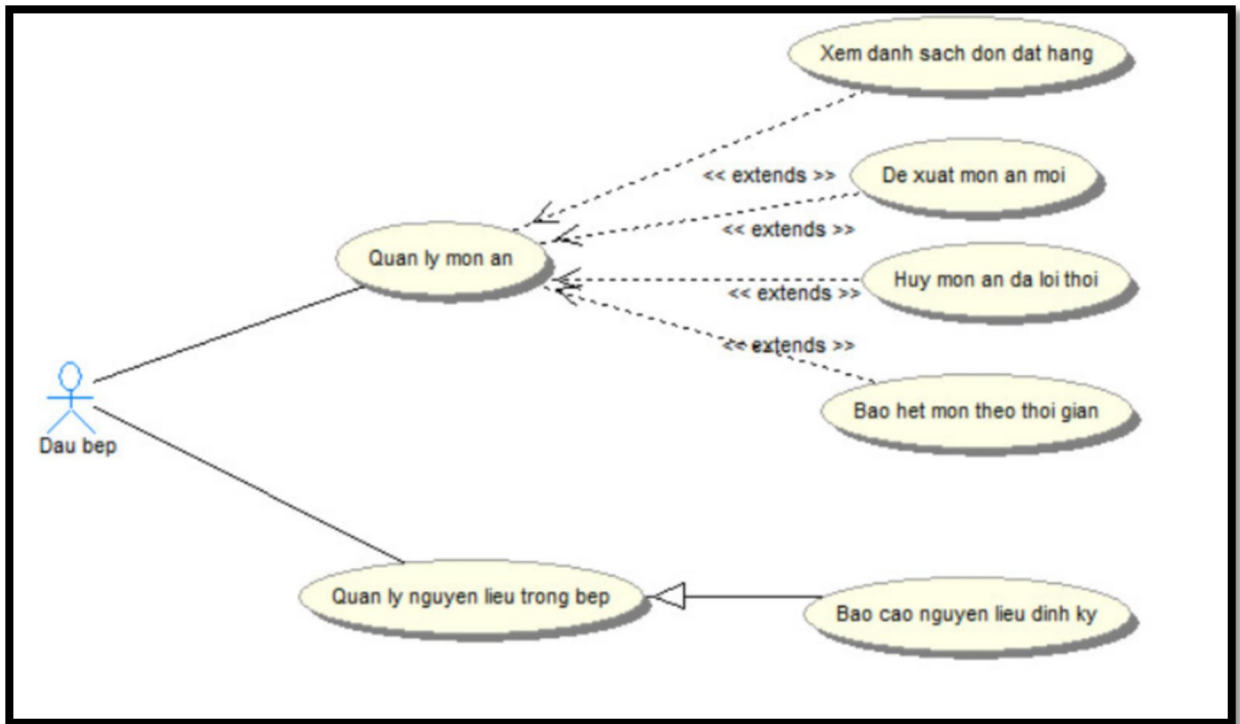 Xem danh sach don dat hang
<< extends >>
De xuat mon an moi
<< extends >>
Quan ly mon an
Huy mon an da loi thoi
<< extends >>
<< extends >>
Bao het mon theo thoi gian
Dau bep
Quan ly nguyen lieu trong bep
Bao cao nguyen lieu dinh ky